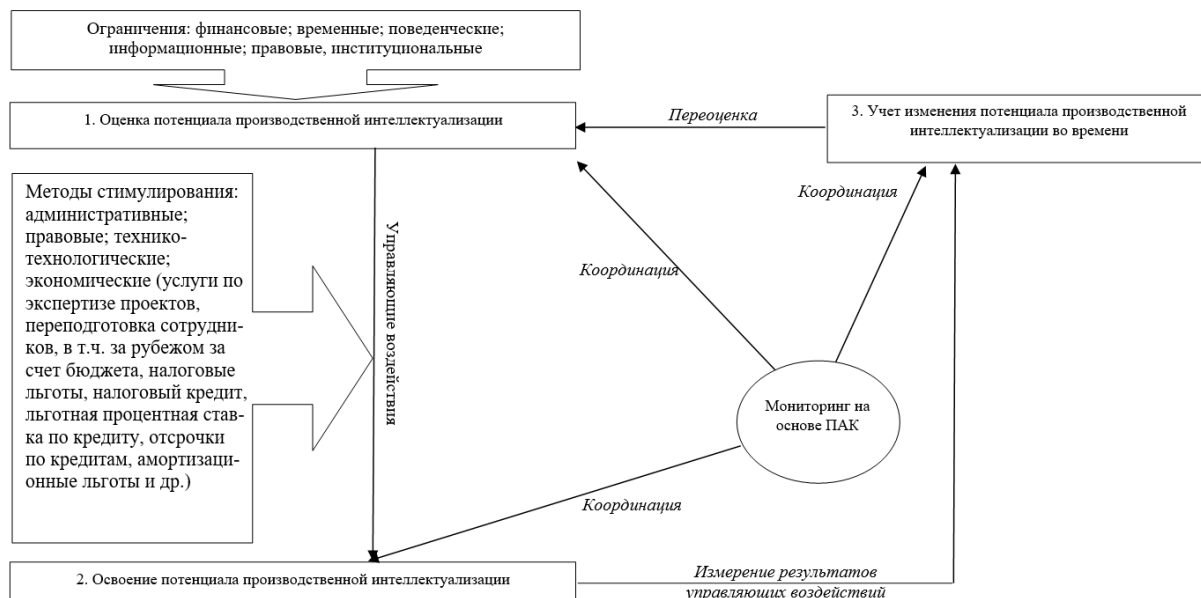 Ограничения: финансовые; временные; поведенческие;
информационные; правовые, институциональные
1. Оценка потенциала производственной интеллектуализации
Переоценка
3. Учет изменения потенциала производственной
интеллектуализации во времени
Методы стимулирования:
административные;
правовые; технико-
технологические;
экономические (услуги по
экспертизе проектов,
переподготовка сотрудни-
ков, в т.ч. за рубежом за
счет бюджета, налоговые
льготы, налоговый кредит,
льготная процентная став-
ка по кредиту, отсрочки
по кредитам, амортизаци-
онные льготы и др.)
Управляющие воздействия
Координация
Координация
Мониторинг на
основе ПАК
Координация
2. Освоение потенциала производственной интеллектуализации
Измерение результатов
управляющих воздействий